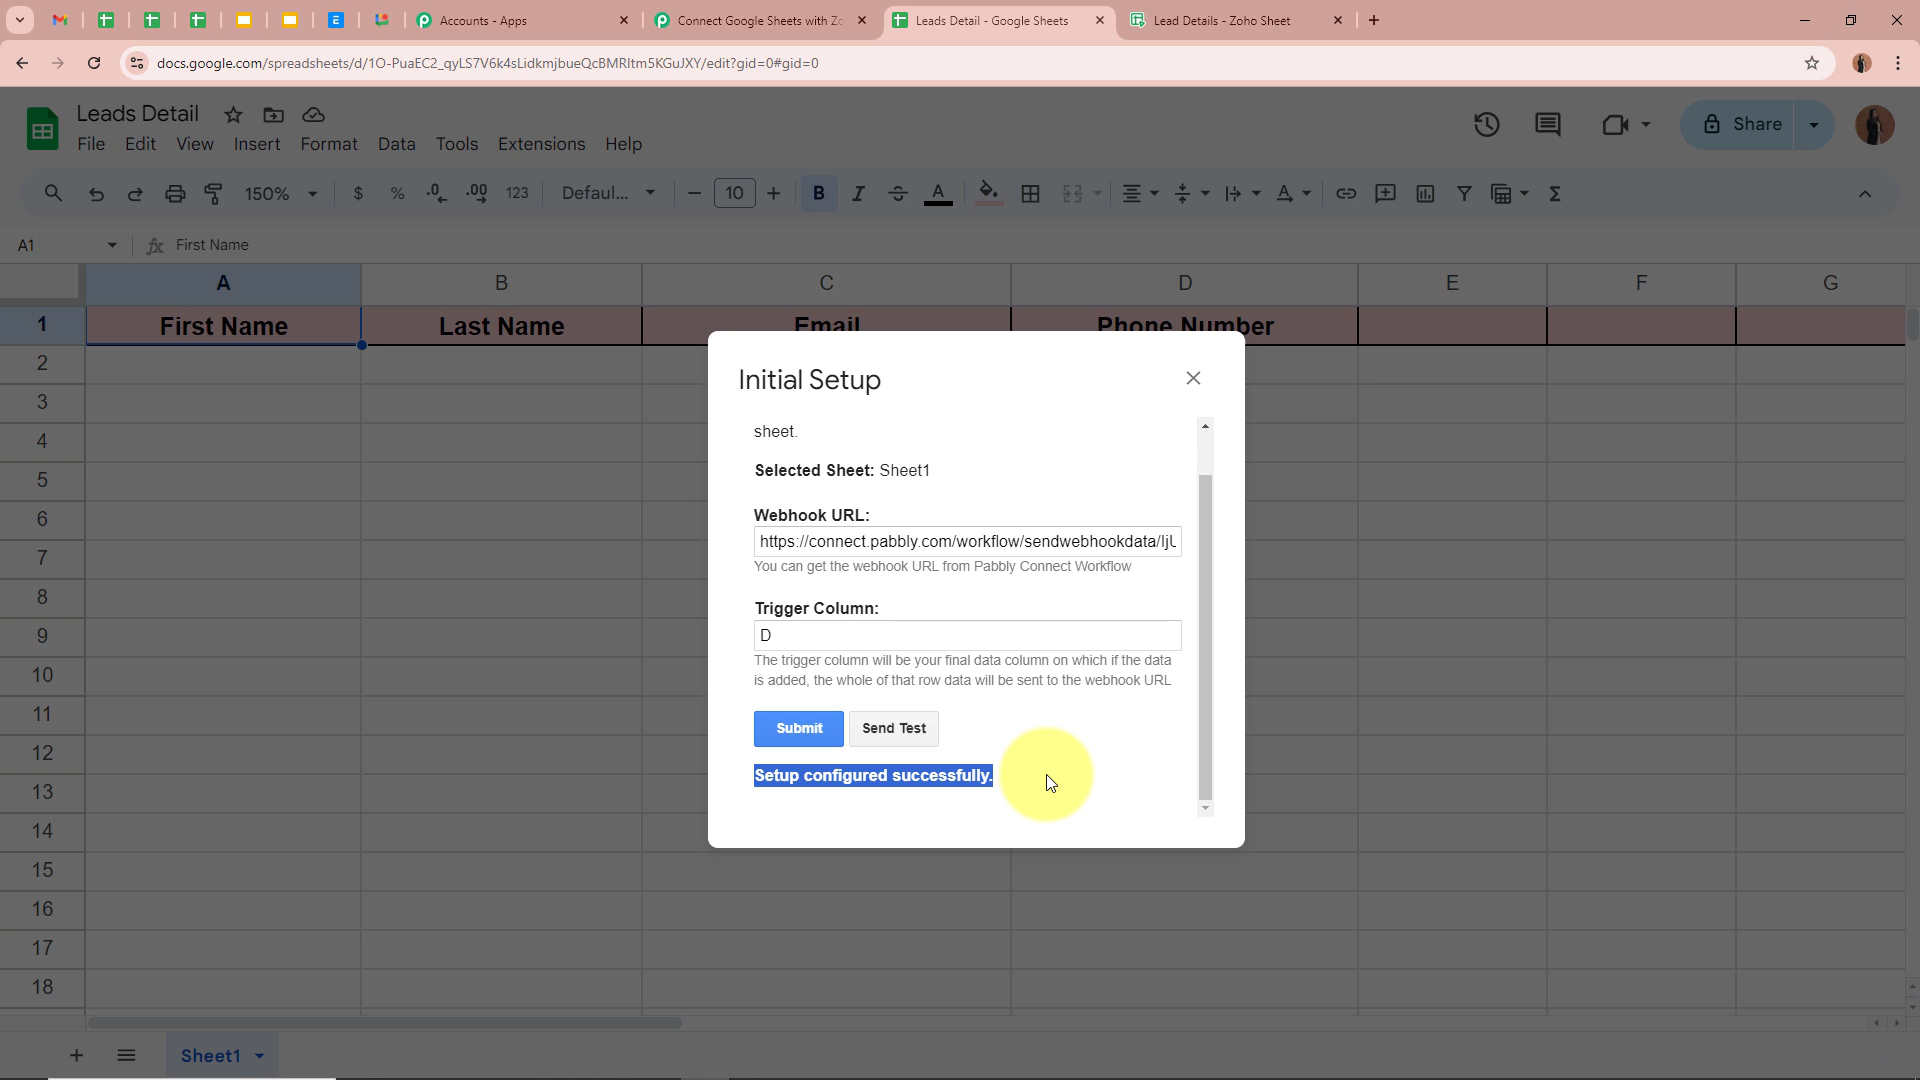 Accounts - Apps
Connect Google Sheets with Zo
Leads Detail - Google Sheets
Lead Details - Zoho Sheet
docs.google.com/spreadsheets/d/1O-PuaEC2_qyLS7V6k4sLidkmjbueQcBMRItm5KGuJXY/edit?gid=0#gid=0
Leads Detail
File Edit View Insert Format Data Tools Extensions Help
Share
150% $ % .0 .00 123 Defaul... 10 B I A
A1 fx First Name
A B C D E F G
1 First Name Last Name Email Phone Number
2
3
4
5
6
7
8
9
10
11
12
13
14
15
16
17
18
Initial Setup
sheet.
Selected Sheet: Sheet1
Webhook URL:
https://connect.pabbly.com/workflow/sendwebhookdata/IjU
You can get the webhook URL from Pabbly Connect Workflow
Trigger Column:
D
The trigger column will be your final data column on which if the data
is added, the whole of that row data will be sent to the webhook URL
Submit Send Test
Setup configured successfully.
Sheet1